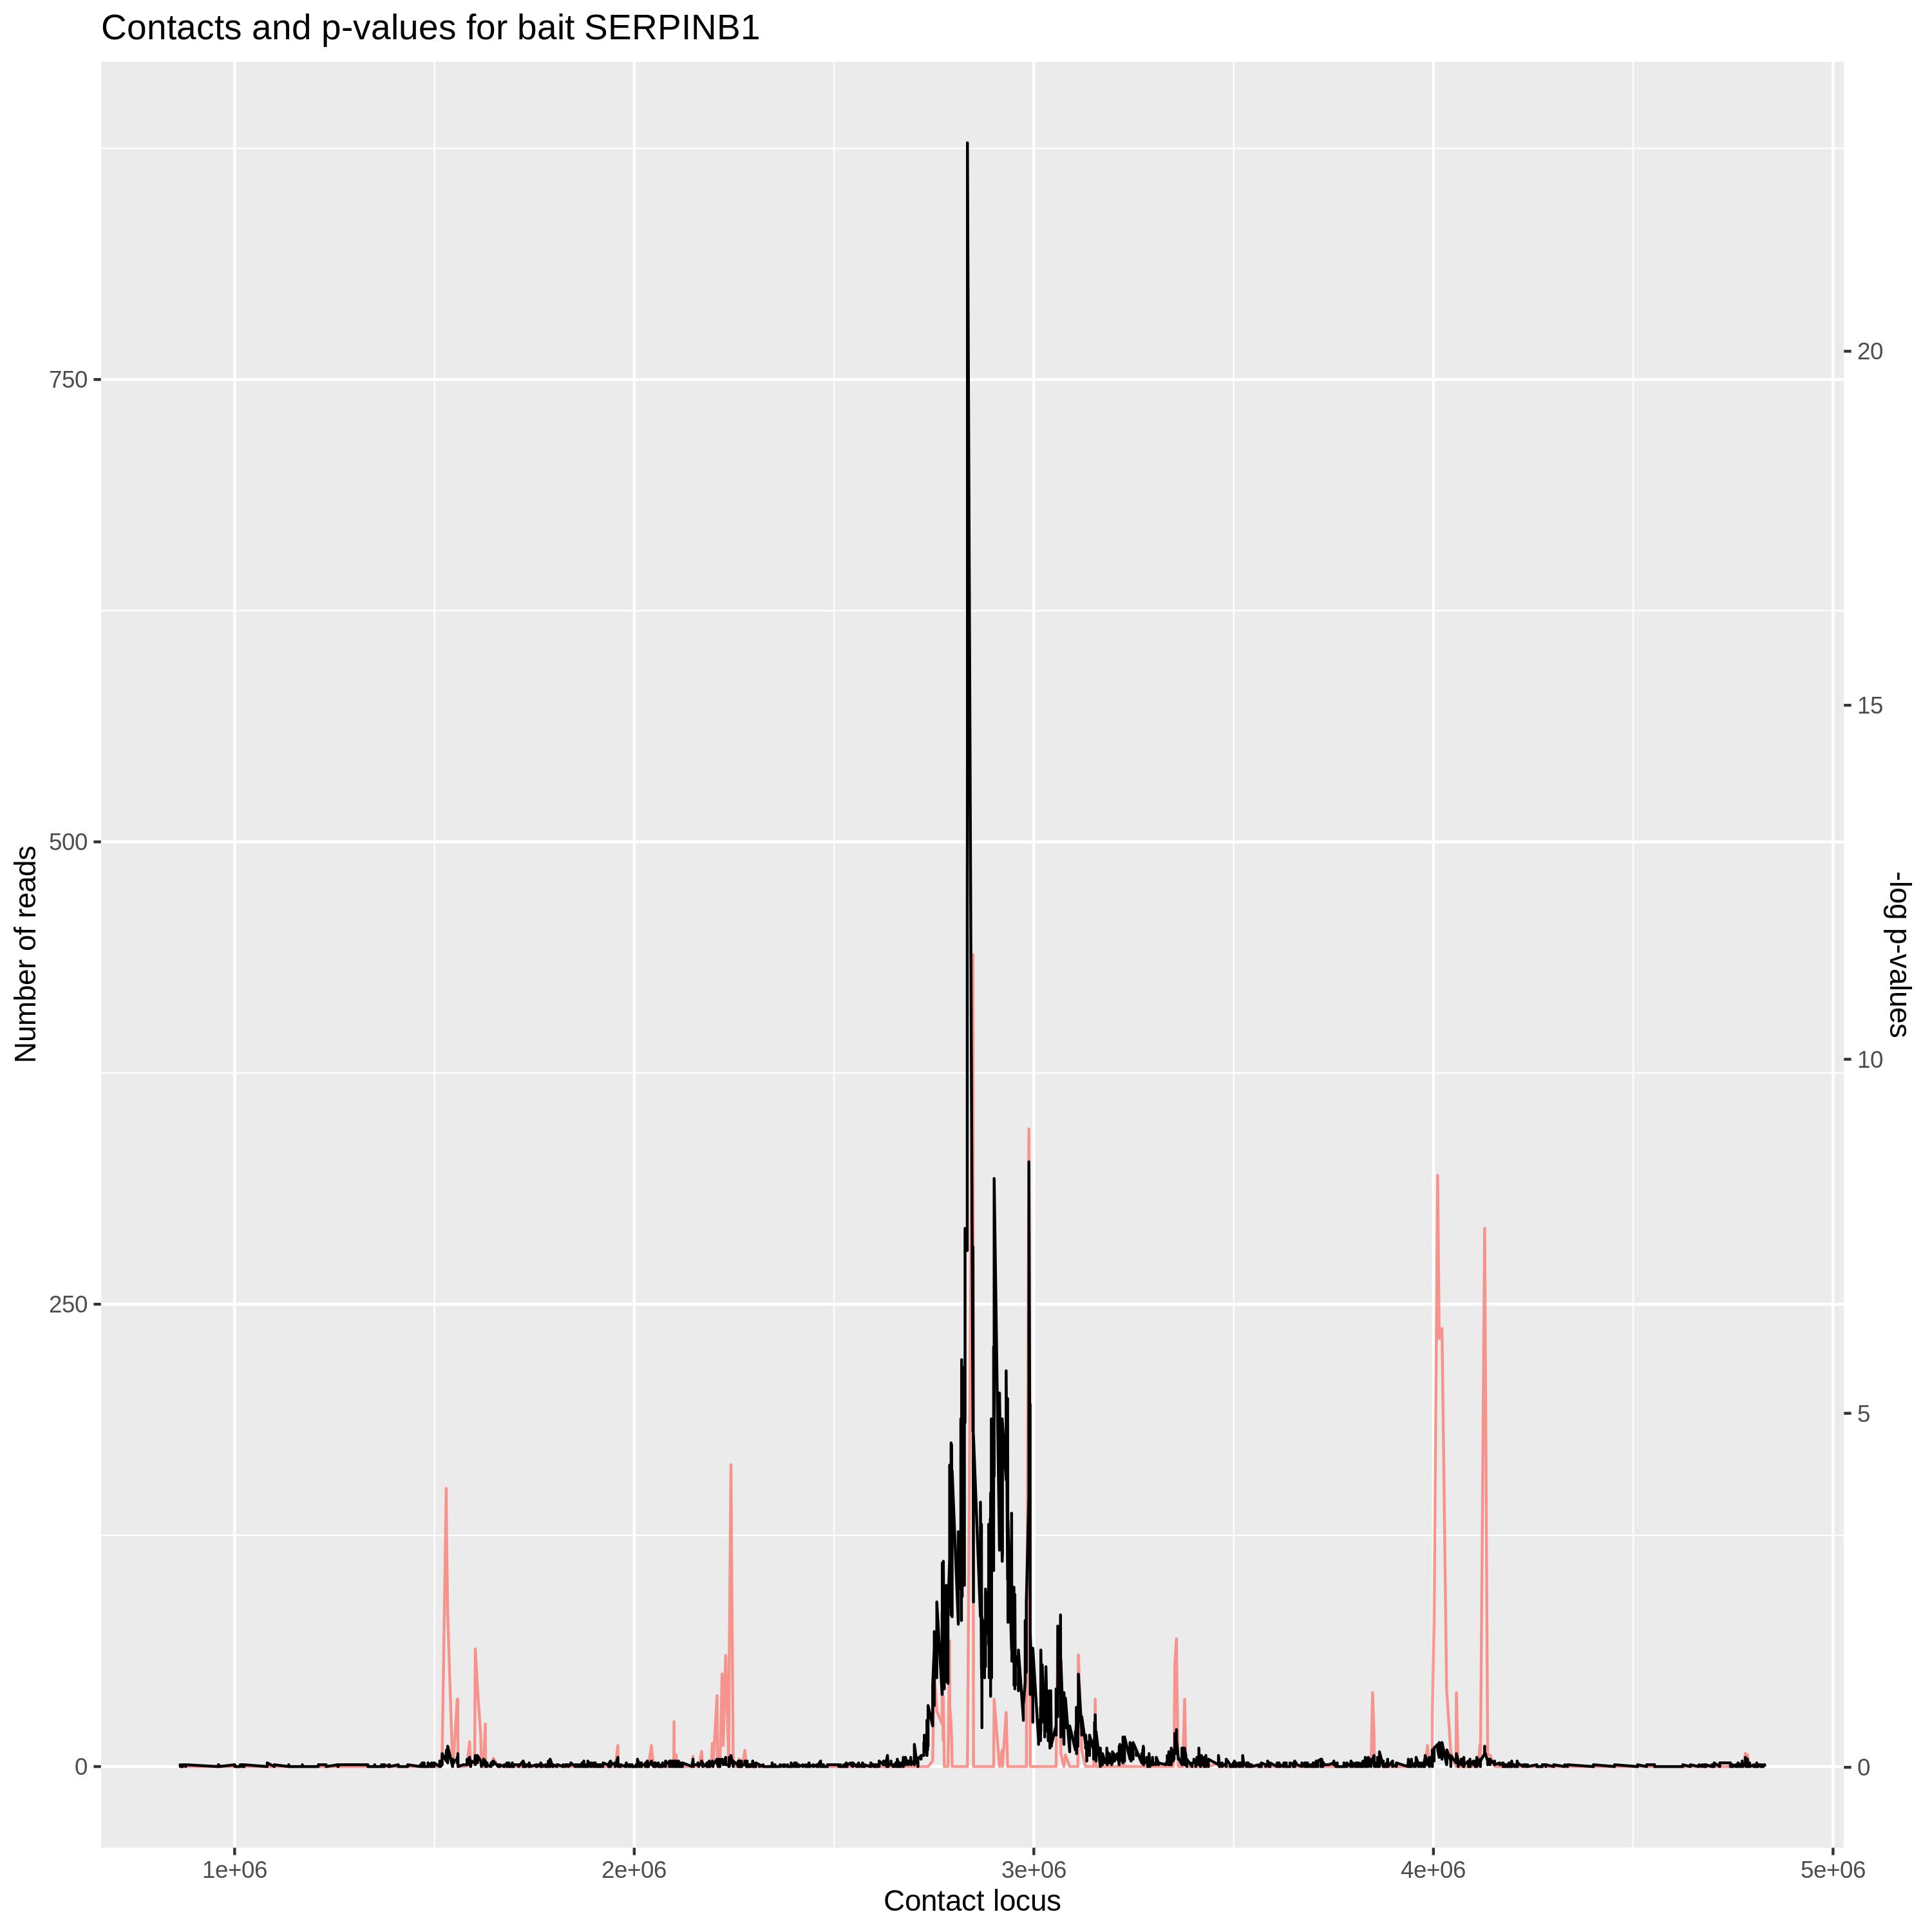 Contacts and p-values for bait SERPINB1
750
500
250
0
Number of reads
20
15
10
5
0
-log p-values
1e+06
2e+06
3e+06
4e+06
5e+06
Contact locus